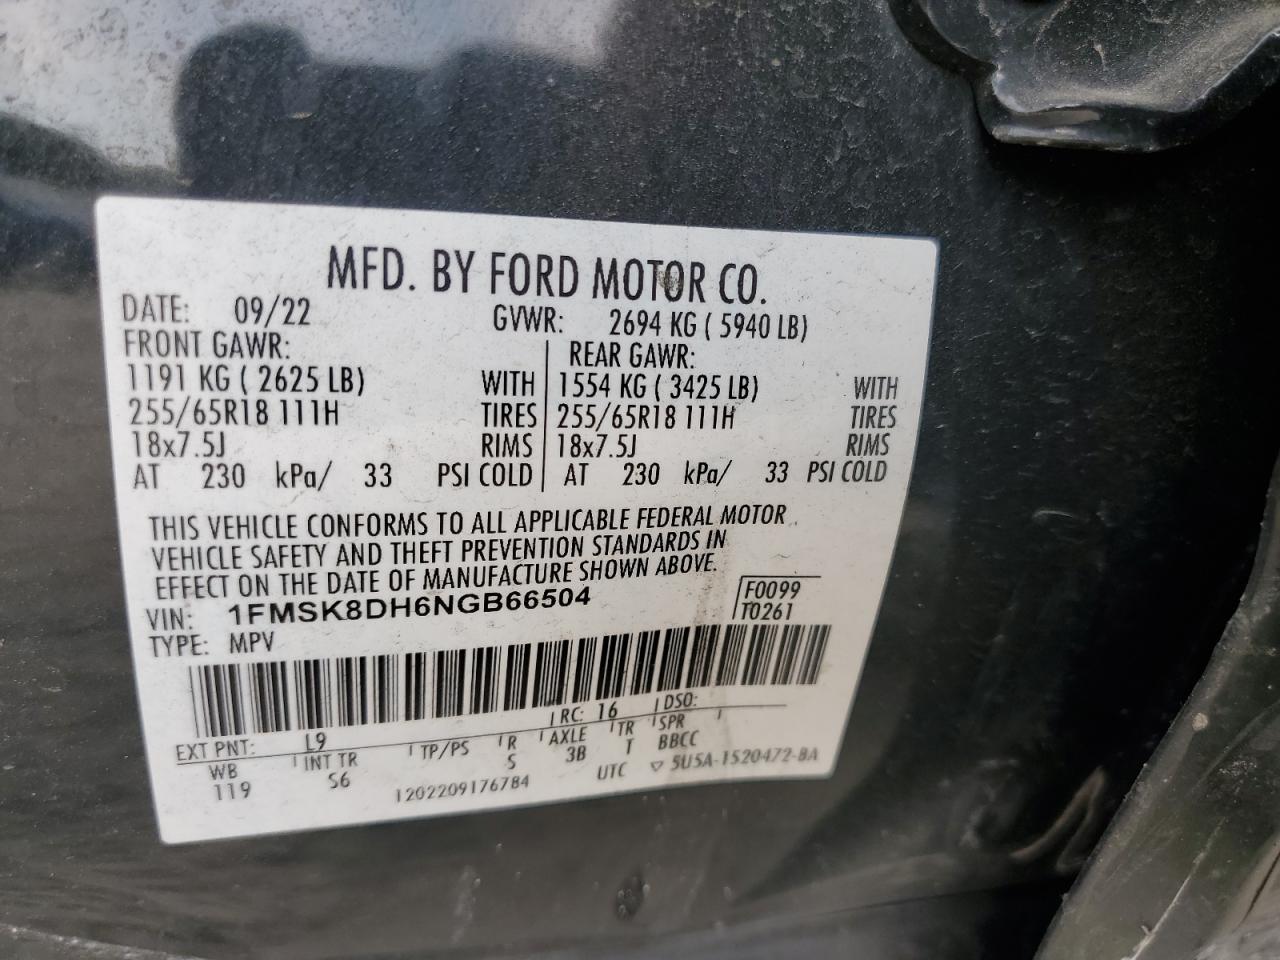 MFD. BY FORD MOTOR CO.
DATE: 09/22 GVWR: 2694 KG ( 5940 LB)
FRONT GAWR: REAR GAWR:
1191 KG ( 2625 LB) WITH 1554 KG ( 3425 LB) WITH
255/65R18 111H TIRES 255/65R18 111H TIRES
18x7.5J RIMS 18x7.5J RIMS
AT 230 kPa/ 33 PSI COLD AT 230 kPa/ 33 PSI COLD
THIS VEHICLE CONFORMS TO ALL APPLICABLE FEDERAL MOTOR
VEHICLE SAFETY AND THEFT PREVENTION STANDARDS IN
EFFECT ON THE DATE OF MANUFACTURE SHOWN ABOVE.
VIN: 1FMSK8DH6NGB66504 F0099
TYPE: MPV T0261
EXT PNT: L9 RC: 16 DSO:
WB INT TR TP/PS R AXLE TR SPR
119 S6 S 3B T BBCC
1202209176784 UTC ▽ 5U5A-1520472-BA